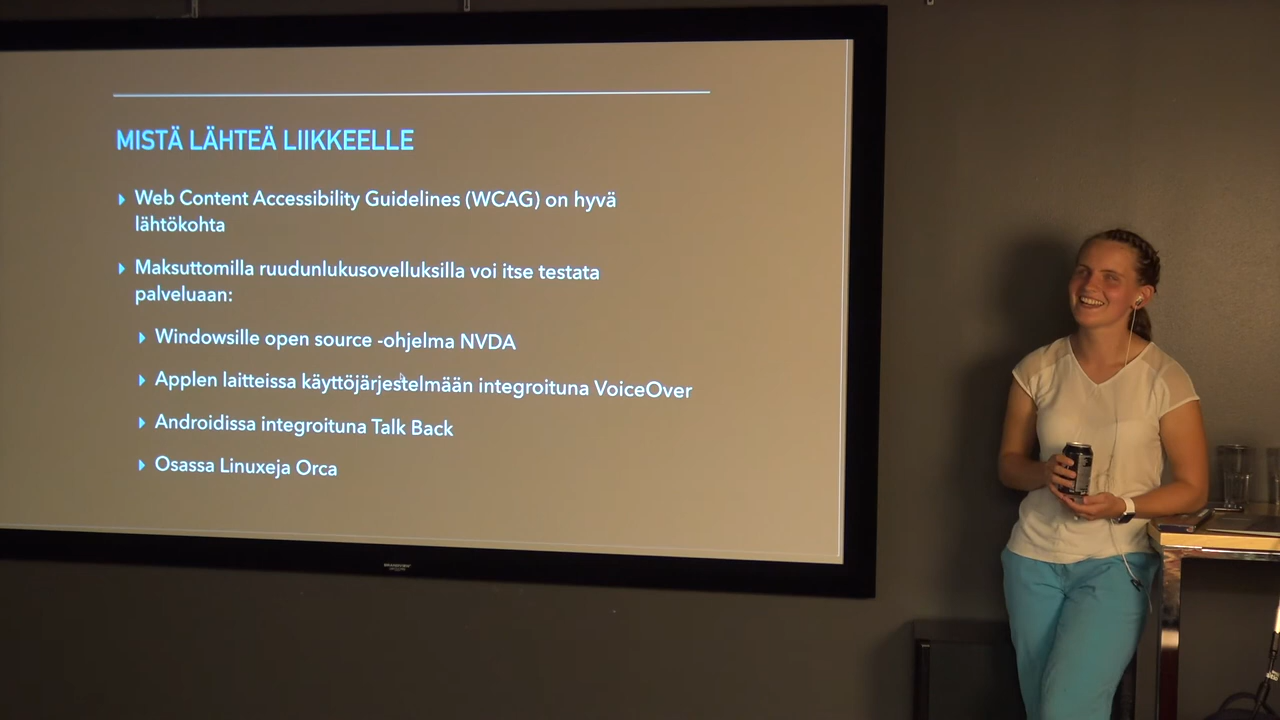 MISTÄ LÄHTEÄ LIIKKEELLE
Web Content Accessibility Guidelines (WCAG) on hyvä
lähtökohta
Maksuttomilla ruudunlukusovelluksilla voi itse testata
palveluaan:
Windowsille open source -ohjelma NVDA
Applen laitteissa käyttöjärjestelmään integroituna VoiceOver
Androidissa integroituna Talk Back
Osassa Linuxeja Orca